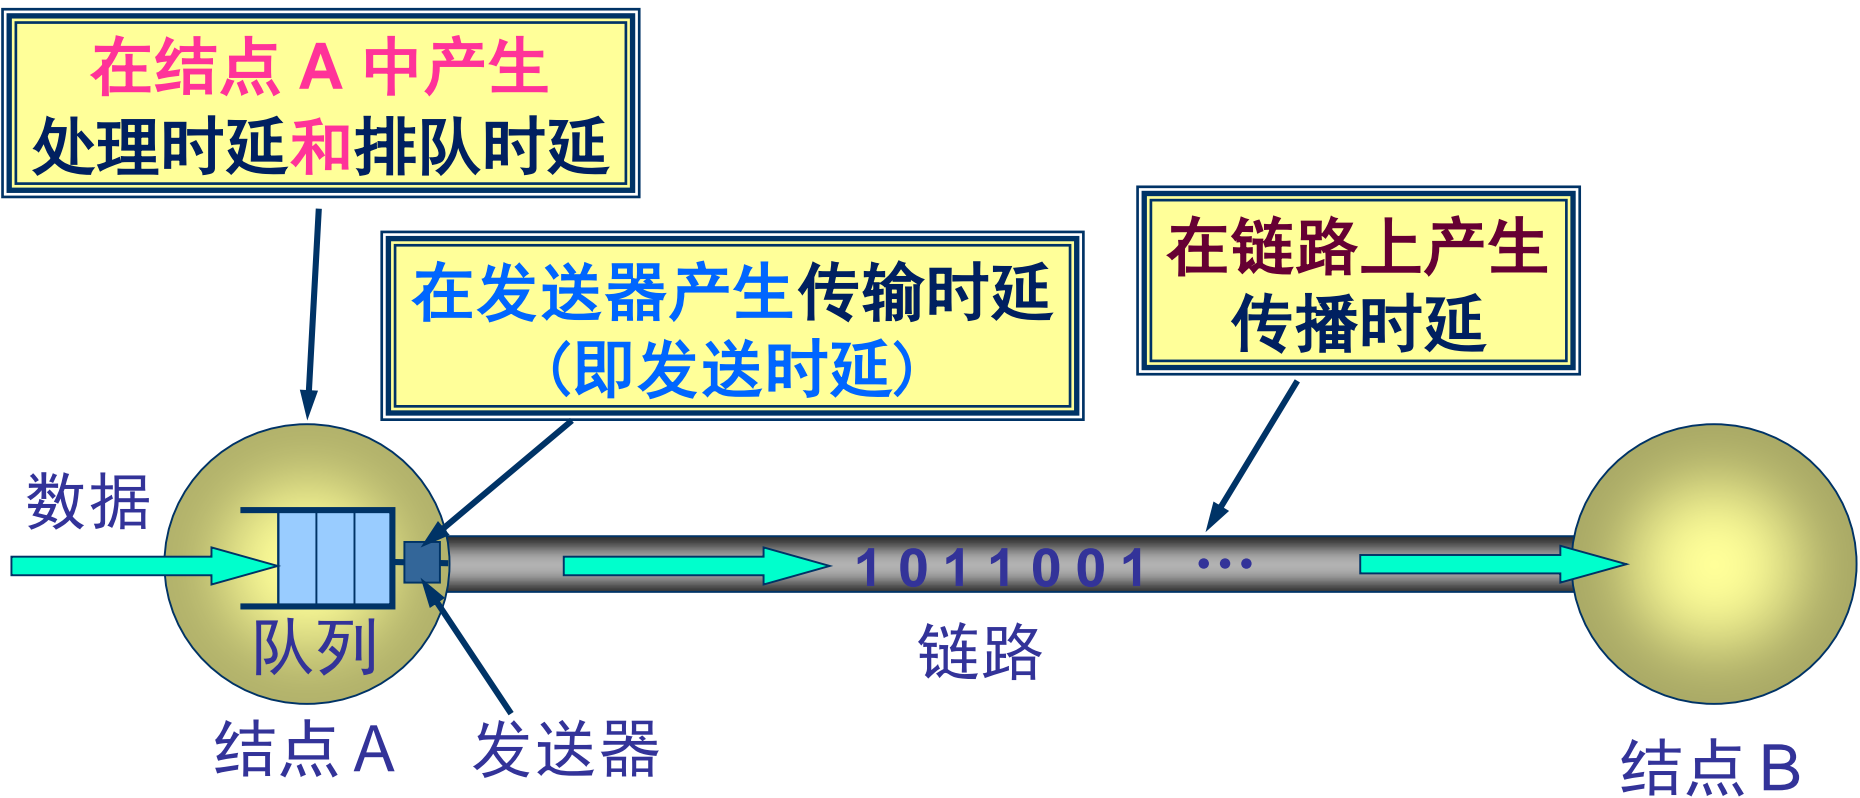 在结点 A 中产生
处理时延和排队时延
在发送器产生传输时延
（即发送时延）
在链路上产生
传播时延
数据
1 0 1 1 0 0 1 …
队列
链路
结点 A
发送器
结点 B